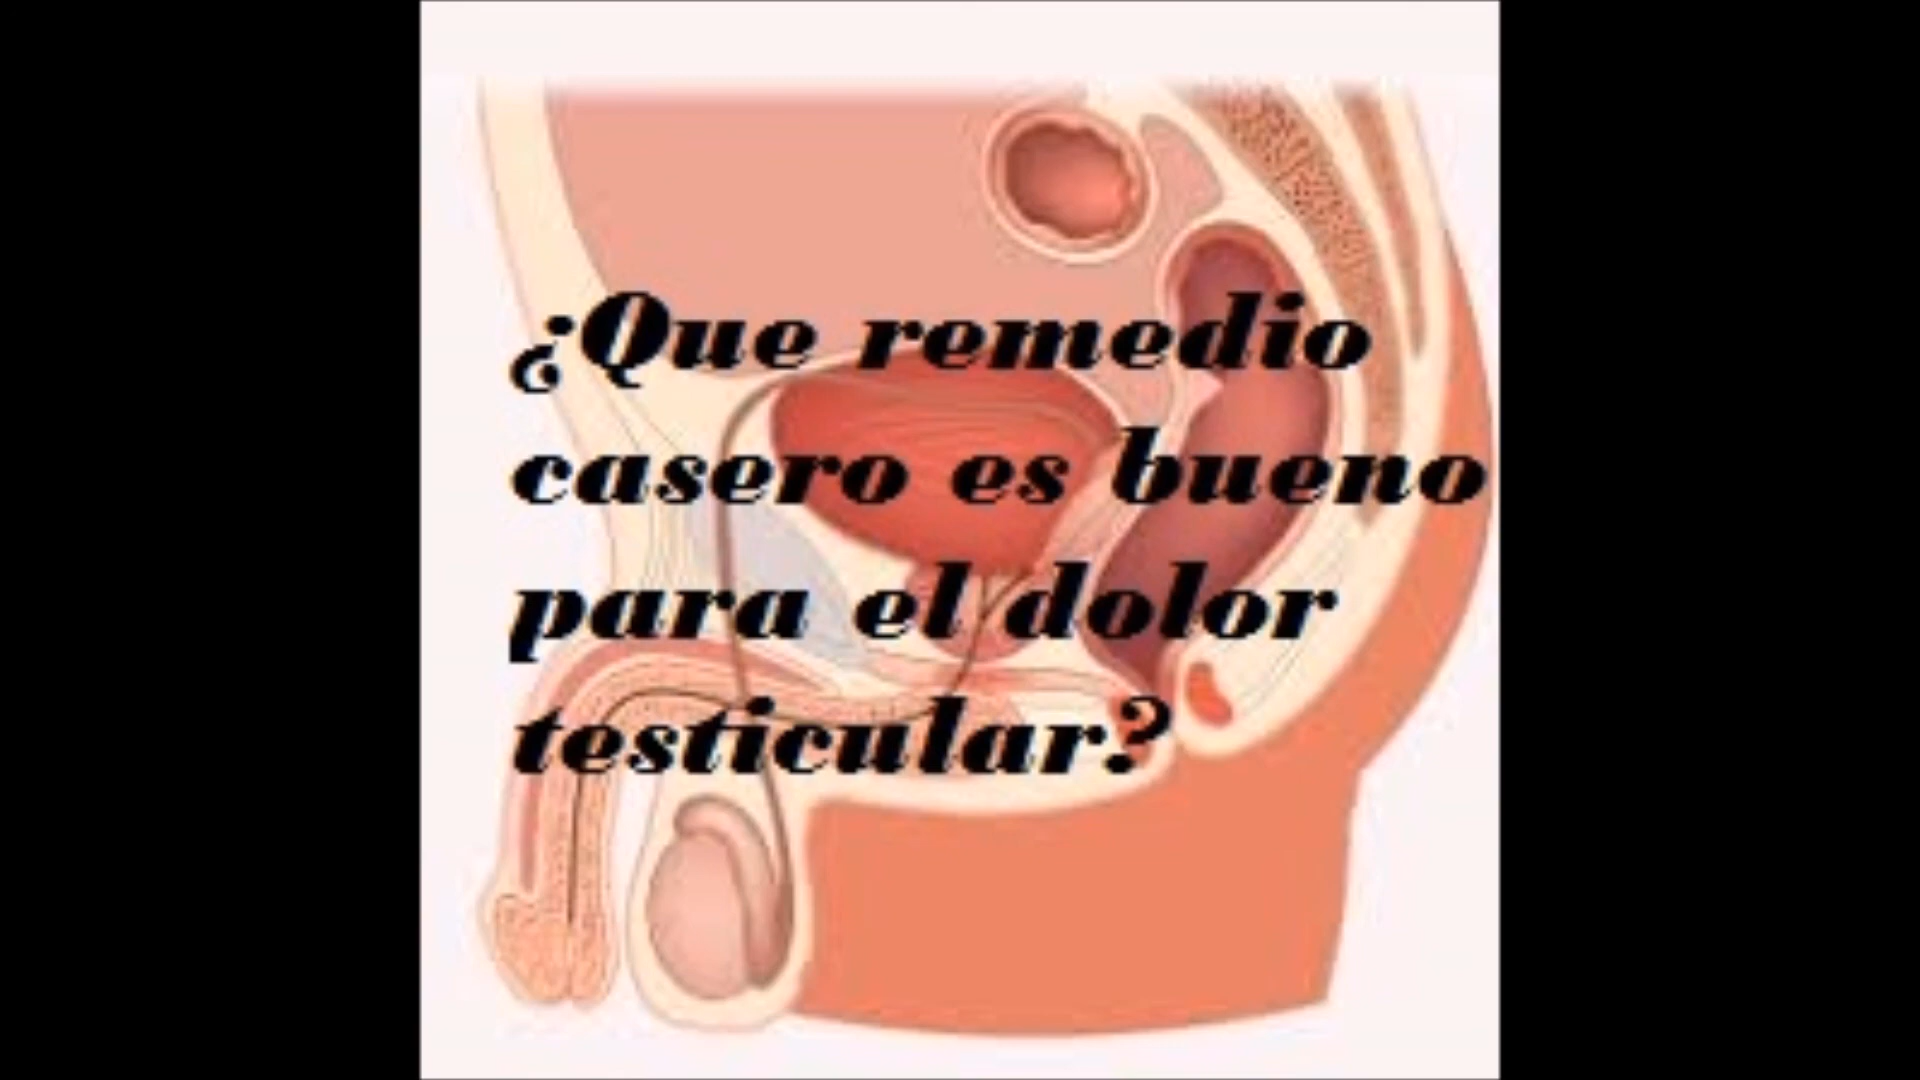 ¿Que remedio
casero es bueno
para el dolor
testicular?